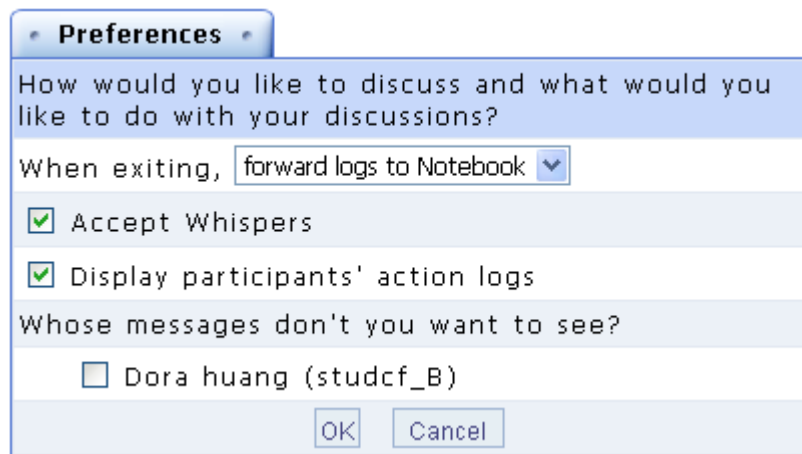 Preferences
How would you like to discuss and what would you
like to do with your discussions?
When exiting, forward logs to Notebook
Accept Whispers
Display participants' action logs
Whose messages don't you want to see?
Dora huang (studcf_B)
OK Cancel